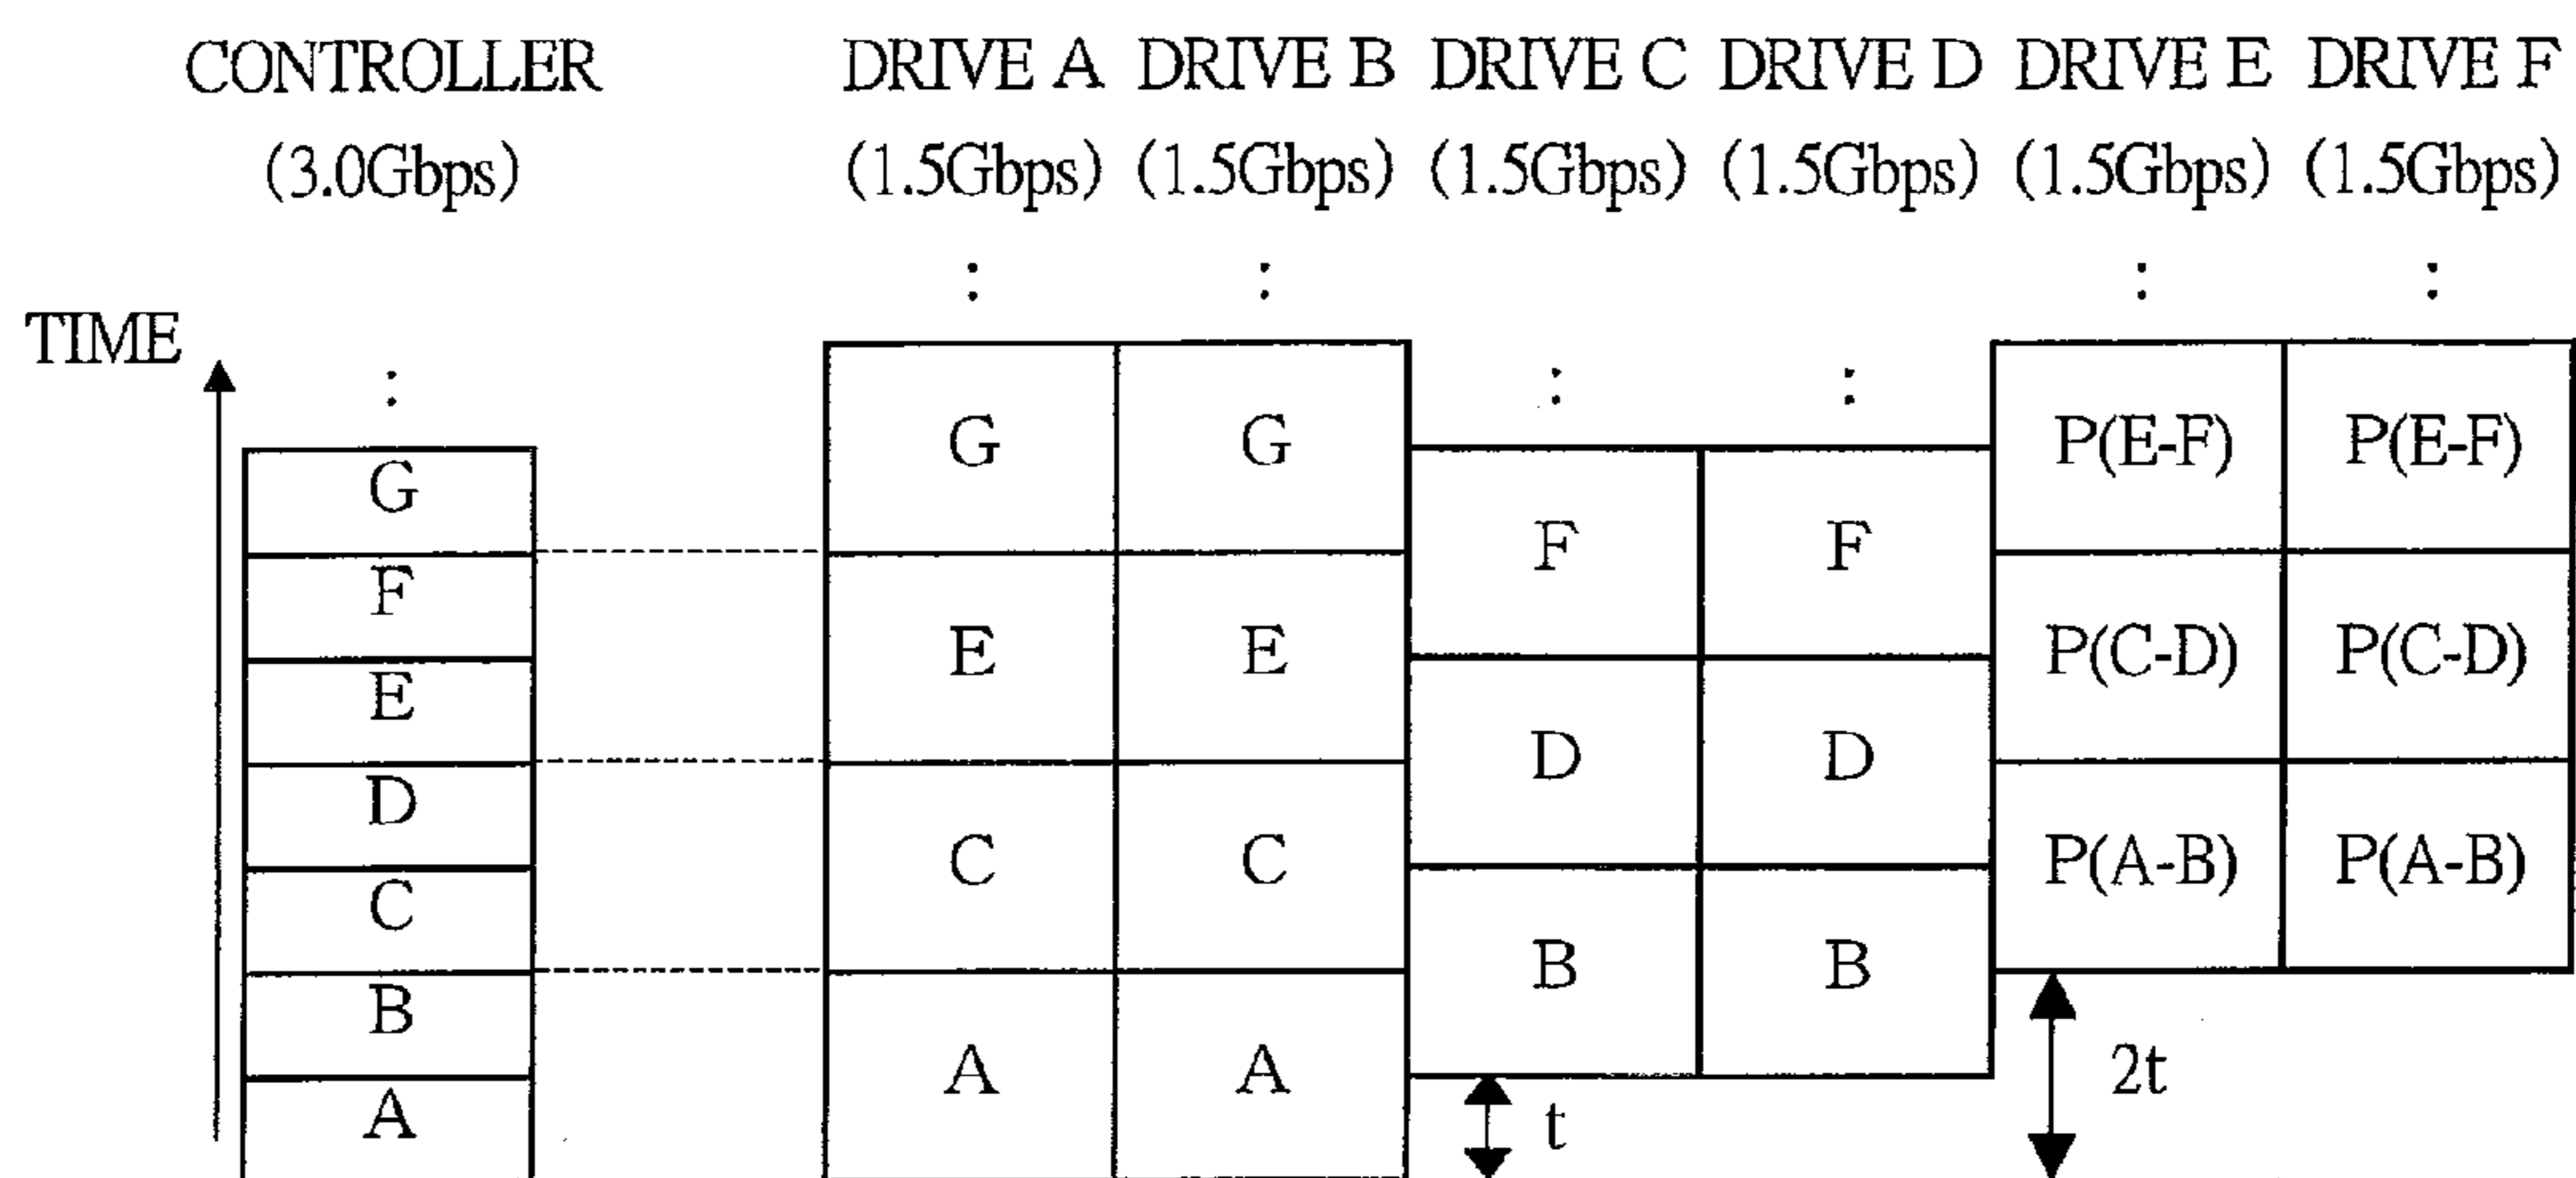 CONTROLLER DRIVE A DRIVE B DRIVE C DRIVE D DRIVE E DRIVE F
(3.0Gbps) (1.5Gbps) (1.5Gbps) (1.5Gbps) (1.5Gbps) (1.5Gbps) (1.5Gbps)
: : : :
TIME
: : :
G G P(E-F) P(E-F)
G
F F
F
E E P(C-D) P(C-D)
E
D D
D
C C P(A-B) P(A-B)
C
B B
B
A A 2t
A t